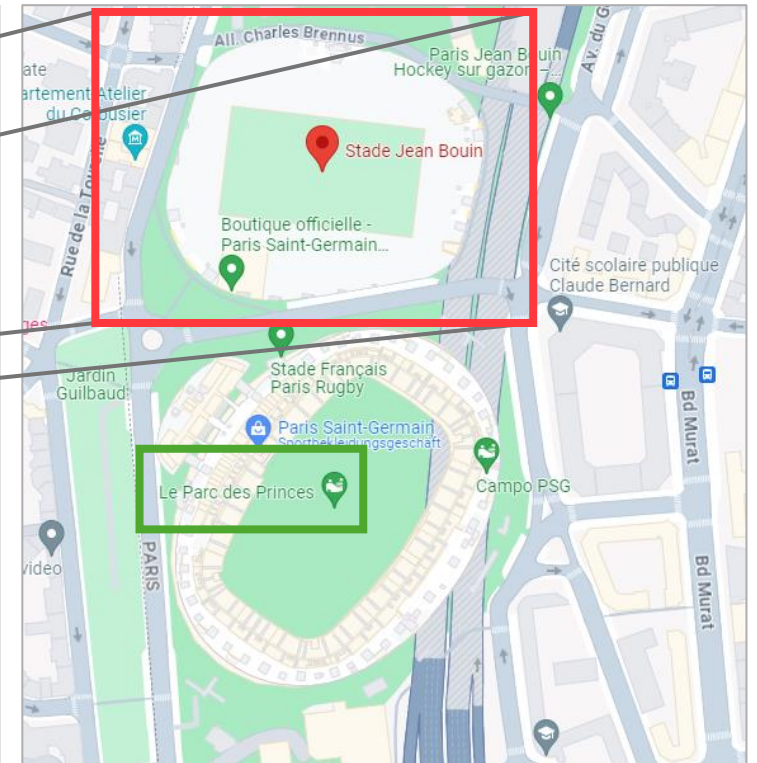 All. Charles Brennus
Av. du G
Paris Jean Bouin
Hockey sur gazon –...
ate
artement Atelier
du Corbusier
Stade Jean Bouin
Rue de la Tourelle
Boutique officielle -
Paris Saint-Germain...
Cité scolaire publique
Claude Bernard
ges
Jardin
Guilbaud
Stade Français
Paris Rugby
Paris Saint-Germain
Sportbekleidungsgeschäft
Bd Murat
Le Parc des Princes
Campo PSG
video
PARIS
Bd Murat